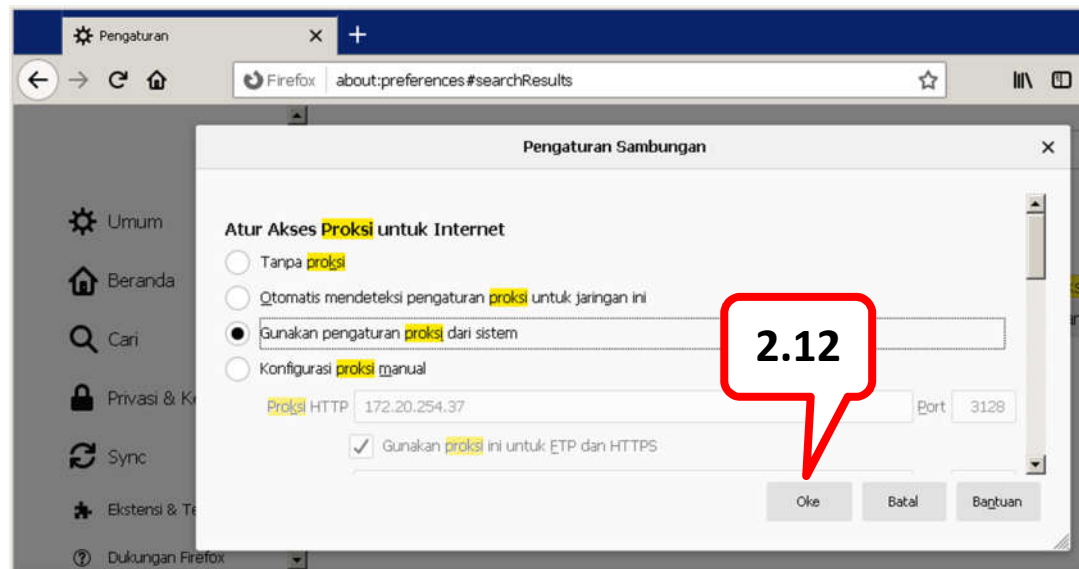 Pengaturan
Firefox about:preferences#searchResults
Pengaturan Sambungan
Umum
Beranda
Cari
Privasi &
Sync
Ekstensi &
Dukungan Firefox
Atur Akses Proksi untuk Internet
Tanpa proksi
Otomatis mendeteksi pengaturan proksi untuk jaringan ini
Gunakan pengaturan proksi dari sistem
Konfigurasi proksi manual
Proksi HTTP 172.20.254.37 Port 3128
Gunakan proksi ini untuk FTP dan HTTPS
2.12
Oke Batal Bantuan